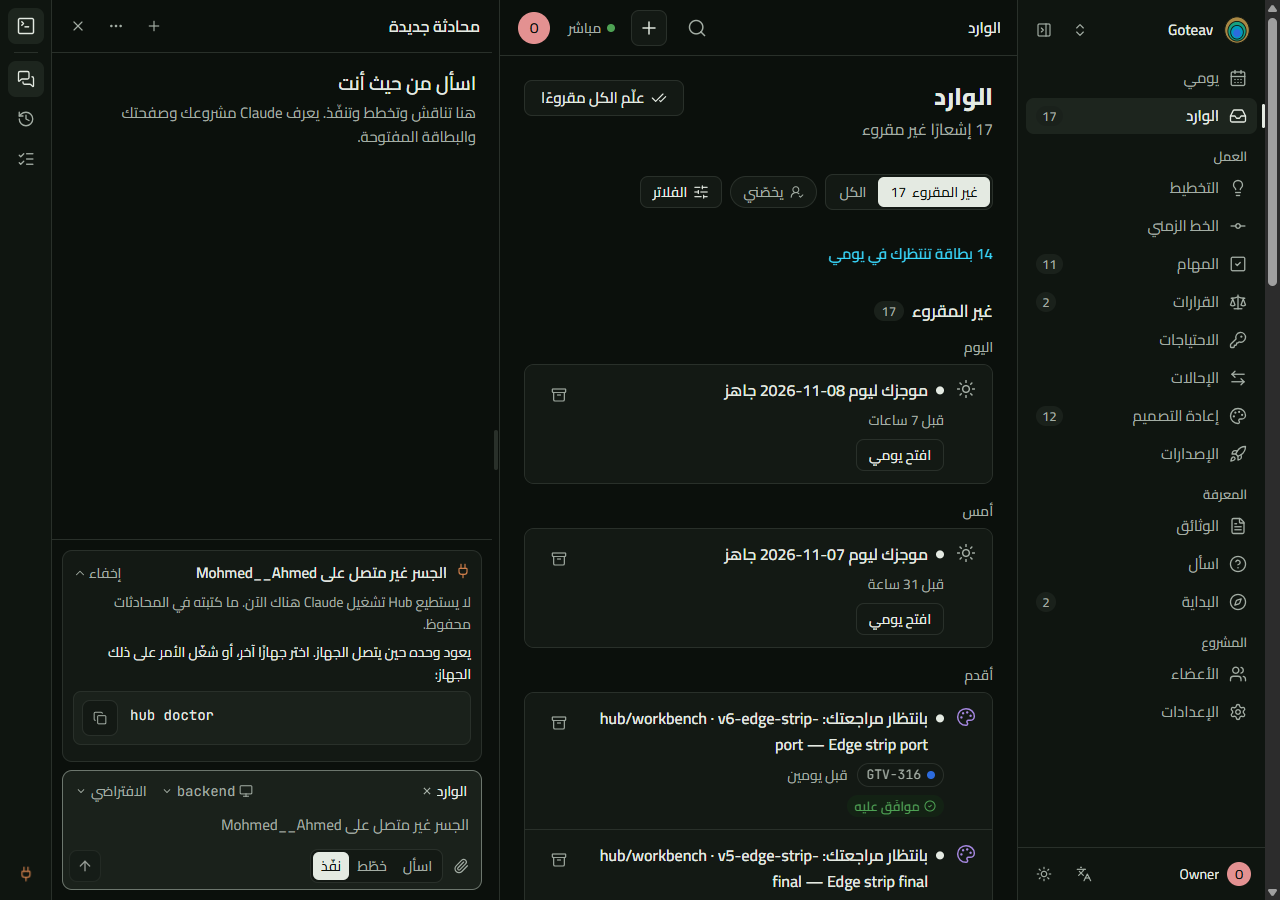 Goteav
يومي
الوارد 17
العمل
التخطيط
الخط الزمني
المهام 11
القرارات 2
الاحتياجات
الإحالات
إعادة التصميم 12
الإصدارات
المعرفة
الوثائق
اسأل
البداية 2
المشروع
الأعضاء
الإعدادات
O Owner
الوارد
مباشر
O
الوارد
علّم الكل مقروءًا
17 إشعارًا غير مقروء
غير المقروء 17
الكل
يخصّني
الفلاتر
14 بطاقة تنتظرك في يومي
غير المقروء 17
اليوم
موجزك ليوم 08-11-2026 جاهز
قبل 7 ساعات
افتح يومي
أمس
موجزك ليوم 07-11-2026 جاهز
قبل 31 ساعة
افتح يومي
أقدم
بانتظار مراجعتك: hub/workbench · v6-edge-strip-
port — Edge strip port
GTV-316 قبل يومين
موافَق عليه
بانتظار مراجعتك: hub/workbench · v5-edge-strip-
final — Edge strip final
محادثة جديدة
اسأل من حيث أنت
هنا تناقش وتخطط وتنفّذ. يعرف Claude مشروعك وصفحتك
والبطاقة المفتوحة.
الجسر غير متصل على Mohmed__Ahmed
إخفاء
لا يستطيع Hub تشغيل Claude هناك الآن. ما كتبته في المحادثات
محفوظ.
يعود وحده حين يتصل الجهاز. اختر جهازًا آخر، أو شغّل الأمر على ذلك
الجهاز:
hub doctor
الوارد ×
backend
الافتراضي
الجسر غير متصل على Mohmed__Ahmed
اسأل
خطّط
نفّذ